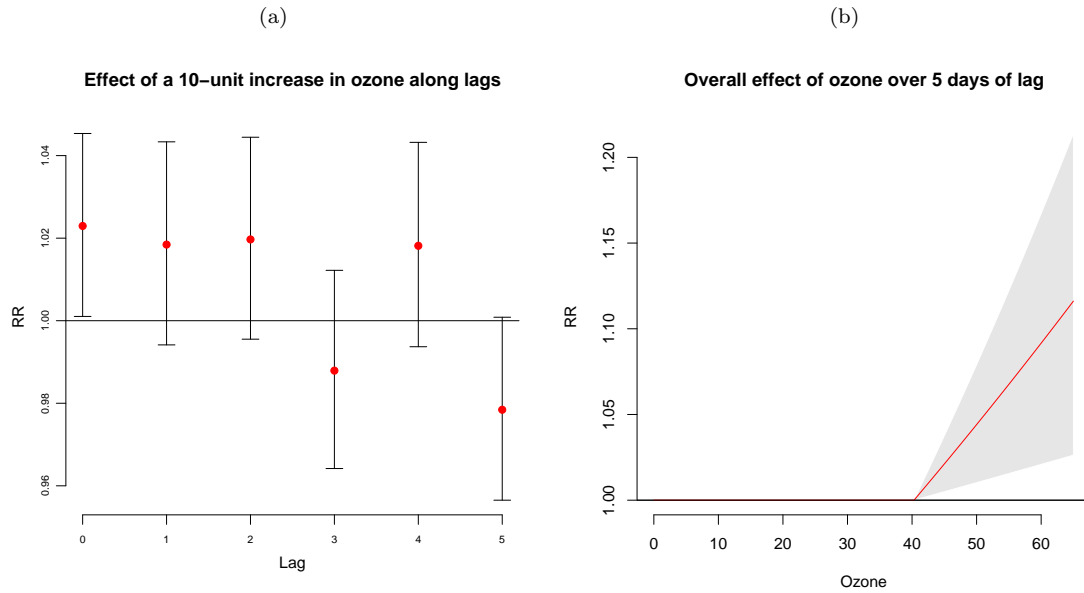 (a)
Effect of a 10−unit increase in ozone along lags
RR
1.04
1.02
1.00
0.98
0.96
0 1 2 3 4 5
Lag
(b)
Overall effect of ozone over 5 days of lag
RR
1.20
1.15
1.10
1.05
1.00
0 10 20 30 40 50 60
Ozone